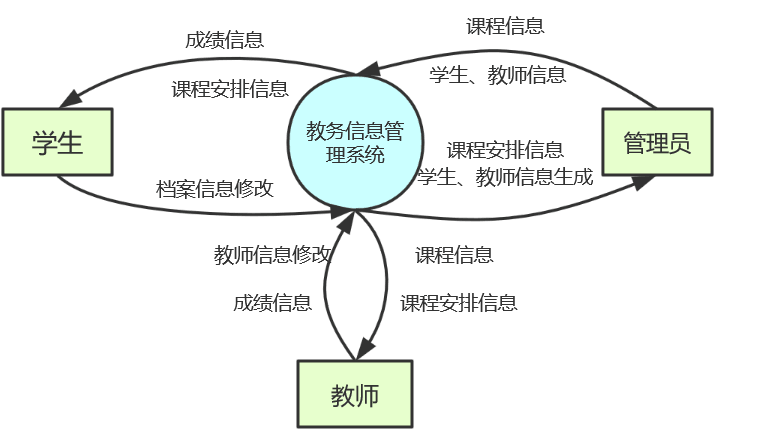 课程信息
成绩信息
学生、教师信息
课程安排信息
教务信息管
理系统
学生
管理员
课程安排信息
学生、教师信息生成
档案信息修改
教师信息修改
课程信息
成绩信息
课程安排信息
教师